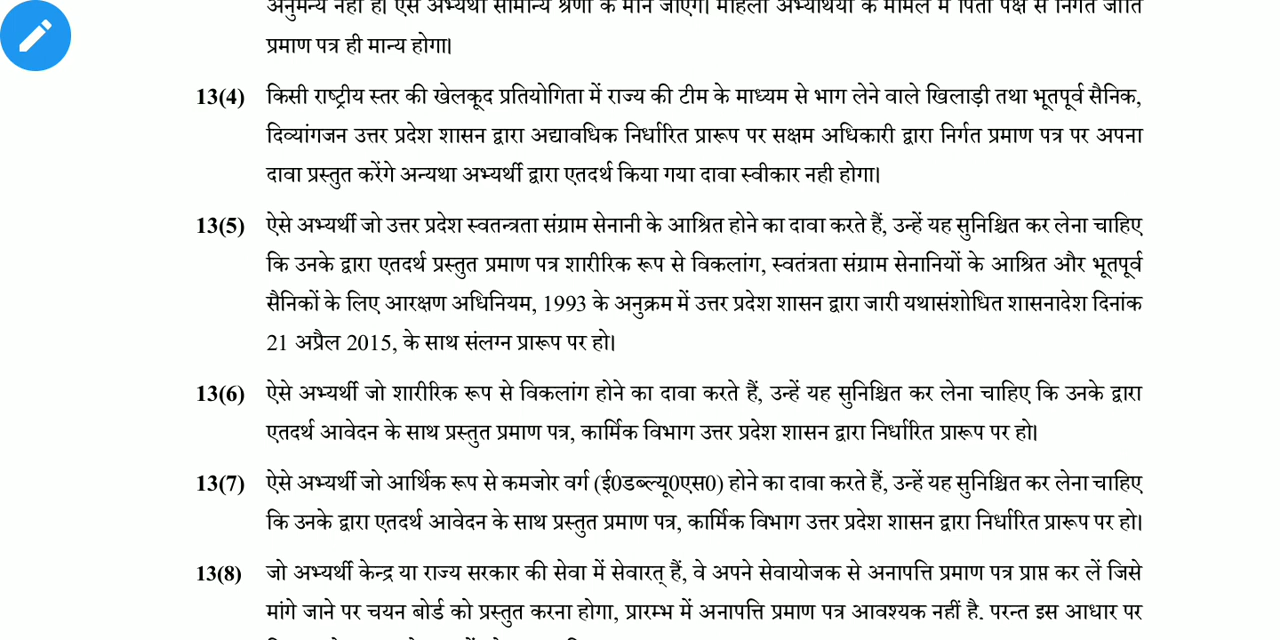 अनुमन्य नही है। ऐसे अभ्यर्थी सामान्य श्रेणी के माने जाएंगे। महिला अभ्यर्थियों के मामले में पिता पक्ष से निर्गत जाति
प्रमाण पत्र ही मान्य होगा।
13(4) किसी राष्ट्रीय स्तर की खेलकूद प्रतियोगिता में राज्य की टीम के माध्यम से भाग लेने वाले खिलाड़ी तथा भूतपूर्व सैनिक,
दिव्यांगजन उत्तर प्रदेश शासन द्वारा अद्यावधिक निर्धारित प्रारूप पर सक्षम अधिकारी द्वारा निर्गत प्रमाण पत्र पर अपना
दावा प्रस्तुत करेंगे अन्यथा अभ्यर्थी द्वारा एतदर्थ किया गया दावा स्वीकार नही होगा।
13(5) ऐसे अभ्यर्थी जो उत्तर प्रदेश स्वतन्त्रता संग्राम सेनानी के आश्रित होने का दावा करते हैं, उन्हें यह सुनिश्चित कर लेना चाहिए
कि उनके द्वारा एतदर्थ प्रस्तुत प्रमाण पत्र शारीरिक रूप से विकलांग, स्वतंत्रता संग्राम सेनानियों के आश्रित और भूतपूर्व
सैनिकों के लिए आरक्षण अधिनियम, 1993 के अनुक्रम में उत्तर प्रदेश शासन द्वारा जारी यथासंशोधित शासनादेश दिनांक
21 अप्रैल 2015, के साथ संलग्न प्रारूप पर हो।
13(6) ऐसे अभ्यर्थी जो शारीरिक रूप से विकलांग होने का दावा करते हैं, उन्हें यह सुनिश्चित कर लेना चाहिए कि उनके द्वारा
एतदर्थ आवेदन के साथ प्रस्तुत प्रमाण पत्र, कार्मिक विभाग उत्तर प्रदेश शासन द्वारा निर्धारित प्रारूप पर हो।
13(7) ऐसे अभ्यर्थी जो आर्थिक रूप से कमजोर वर्ग (ई0डब्ल्यू0एस0) होने का दावा करते हैं, उन्हें यह सुनिश्चित कर लेना चाहिए
कि उनके द्वारा एतदर्थ आवेदन के साथ प्रस्तुत प्रमाण पत्र, कार्मिक विभाग उत्तर प्रदेश शासन द्वारा निर्धारित प्रारूप पर हो।
13(8) जो अभ्यर्थी केन्द्र या राज्य सरकार की सेवा में सेवारत् हैं, वे अपने सेवायोजक से अनापत्ति प्रमाण पत्र प्राप्त कर लें जिसे
मांगे जाने पर चयन बोर्ड को प्रस्तुत करना होगा, प्रारम्भ में अनापत्ति प्रमाण पत्र आवश्यक नहीं है, परन्तु इस आधार पर